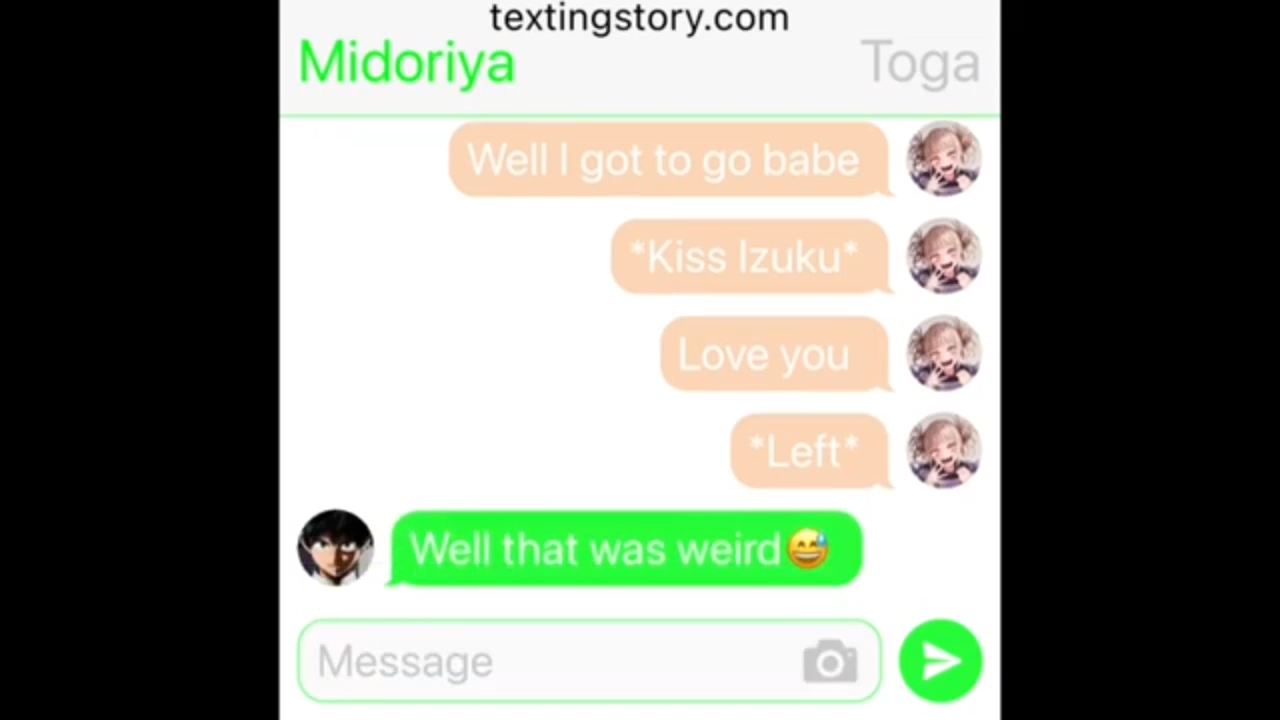 textingstory.com
Midoriya
Toga
Well I got to go babe
*Kiss Izuku*
Love you
*Left*
Well that was weird😅
Message